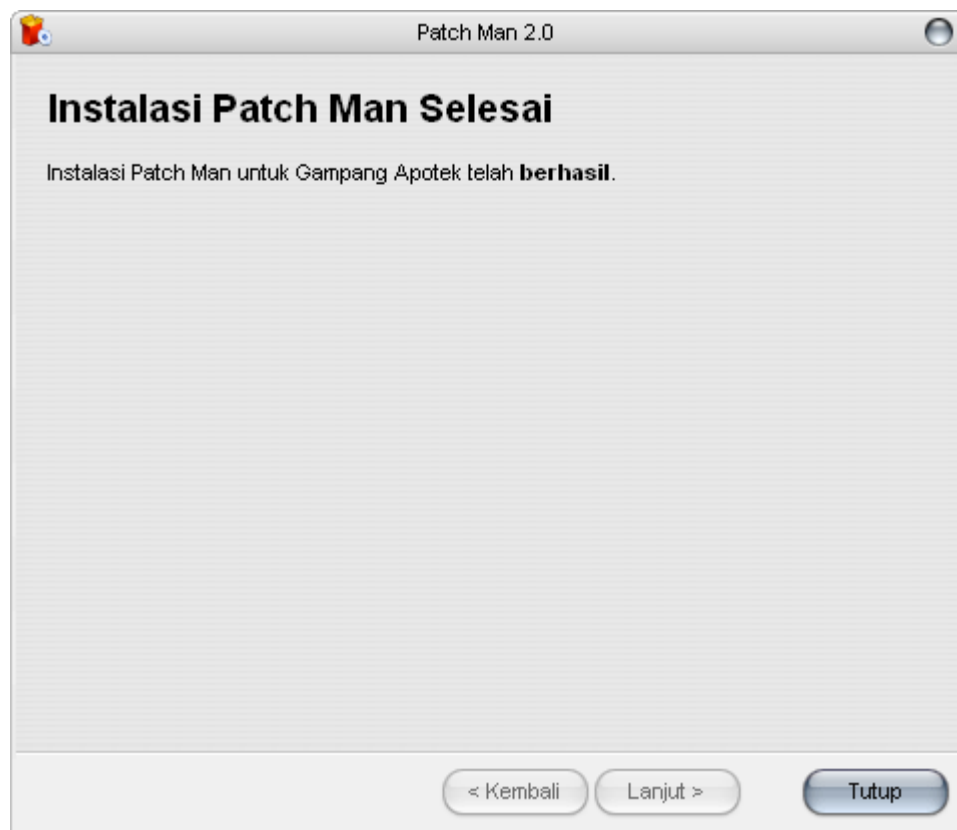 Patch Man 2.0
Instalasi Patch Man Selesai
Instalasi Patch Man untuk Gampang Apotek telah berhasil.
< Kembali
Lanjut >
Tutup